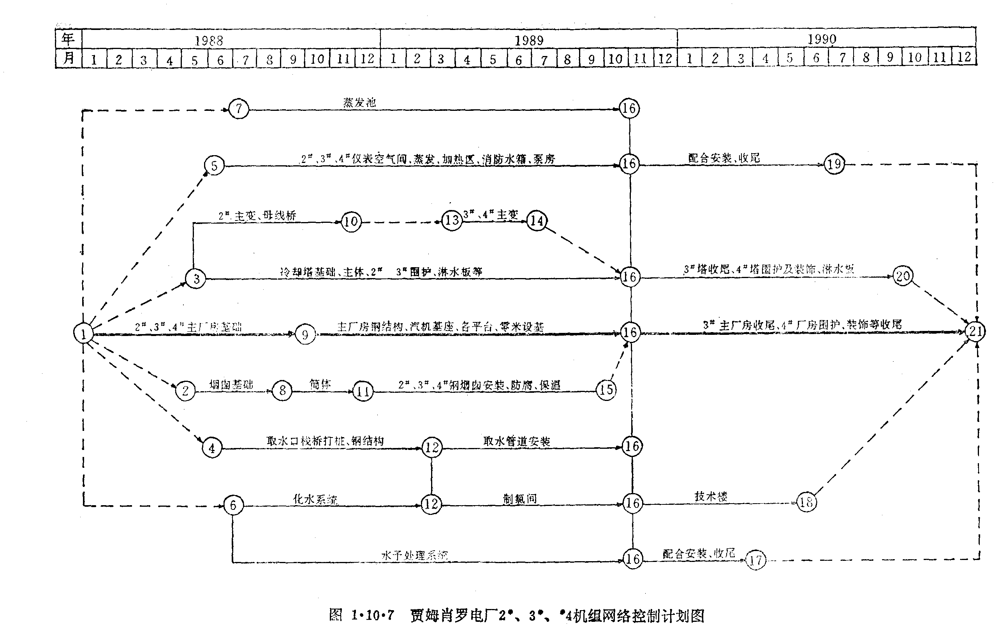 年 1988 1989 1990
月 1 2 3 4 5 6 7 8 9 10 11 12 1 2 3 4 5 6 7 8 9 10 11 12 1 2 3 4 5 6 7 8 9 10 11 12
蒸发池
7 16
2#、3#、4#仪表空气间、蒸发、加热区、消防水箱、泵房 配合安装、收尾
5 16 19
2#.主变、母线桥 3#、4#主变
10 13 14
冷却塔基础、主体、2# 3#围护、淋水板等 3#塔收尾、4#塔围护及装饰、淋水板
3 16 20
2#、3#、4#主厂房基础 主厂房钢结构、汽机基座、各平台、零米设基 3#主厂房收尾、4#厂房围护、装饰等收尾
1 9 16 21
烟囱基础 筒体 2#、3#、4#钢烟囱安装、防腐、保温
2 8 11 15
取水口栈桥打桩、钢结构 取水管道安装
4 12 16
化水系统 制氯间 技术楼
6 12 16 18
水予处理系统 配合安装、收尾
16 17
图 1·10·7 贾姆肖罗电厂2#、3#、#4机组网络控制计划图